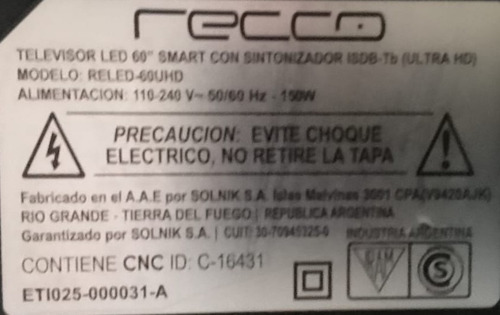 recco
TELEVISOR LED 60" SMART CON SINTONIZADOR ISDB-Tb (ULTRA HD)
MODELO: RELED-60UHD
ALIMENTACION: 110-240 V~ 50/60 Hz - 150W
PRECAUCION: EVITE CHOQUE
ELECTRICO, NO RETIRE LA TAPA
Fabricado en el A.A.E por SOLNIK S.A. Islas Malvinas 3001 CPA(V9420AJK)
RIO GRANDE - TIERRA DEL FUEGO | REPUBLICA ARGENTINA
Garantizado por SOLNIK S.A. | CUIT: 30-70945325-0
INDUSTRIA ARGENTINA
CONTIENE CNC ID: C-16431
ETI025-000031-A